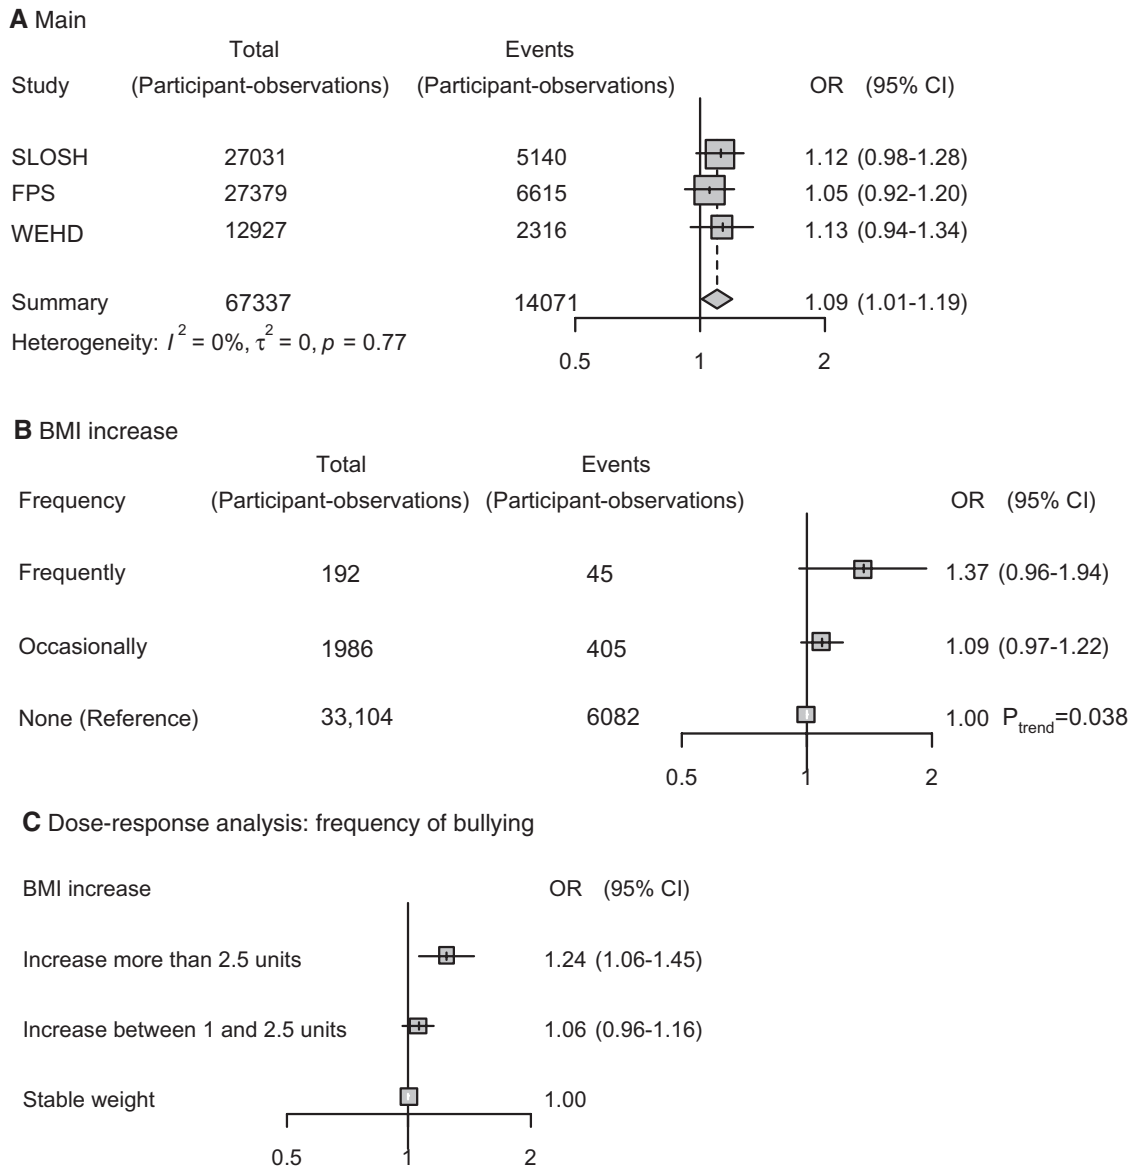 A Main
Total Events
Study (Participant-observations) (Participant-observations) OR (95% CI)
SLOSH 27031 5140 1.12 (0.98-1.28)
FPS 27379 6615 1.05 (0.92-1.20)
WEHD 12927 2316 1.13 (0.94-1.34)
Summary 67337 14071 1.09 (1.01-1.19)
Heterogeneity: I² = 0%, τ² = 0, p = 0.77
0.5 1 2
B BMI increase
Total Events
Frequency (Participant-observations) (Participant-observations) OR (95% CI)
Frequently 192 45 1.37 (0.96-1.94)
Occasionally 1986 405 1.09 (0.97-1.22)
None (Reference) 33,104 6082 1.00 Ptrend=0.038
0.5 1 2
C Dose-response analysis: frequency of bullying
BMI increase OR (95% CI)
Increase more than 2.5 units 1.24 (1.06-1.45)
Increase between 1 and 2.5 units 1.06 (0.96-1.16)
Stable weight 1.00
0.5 1 2